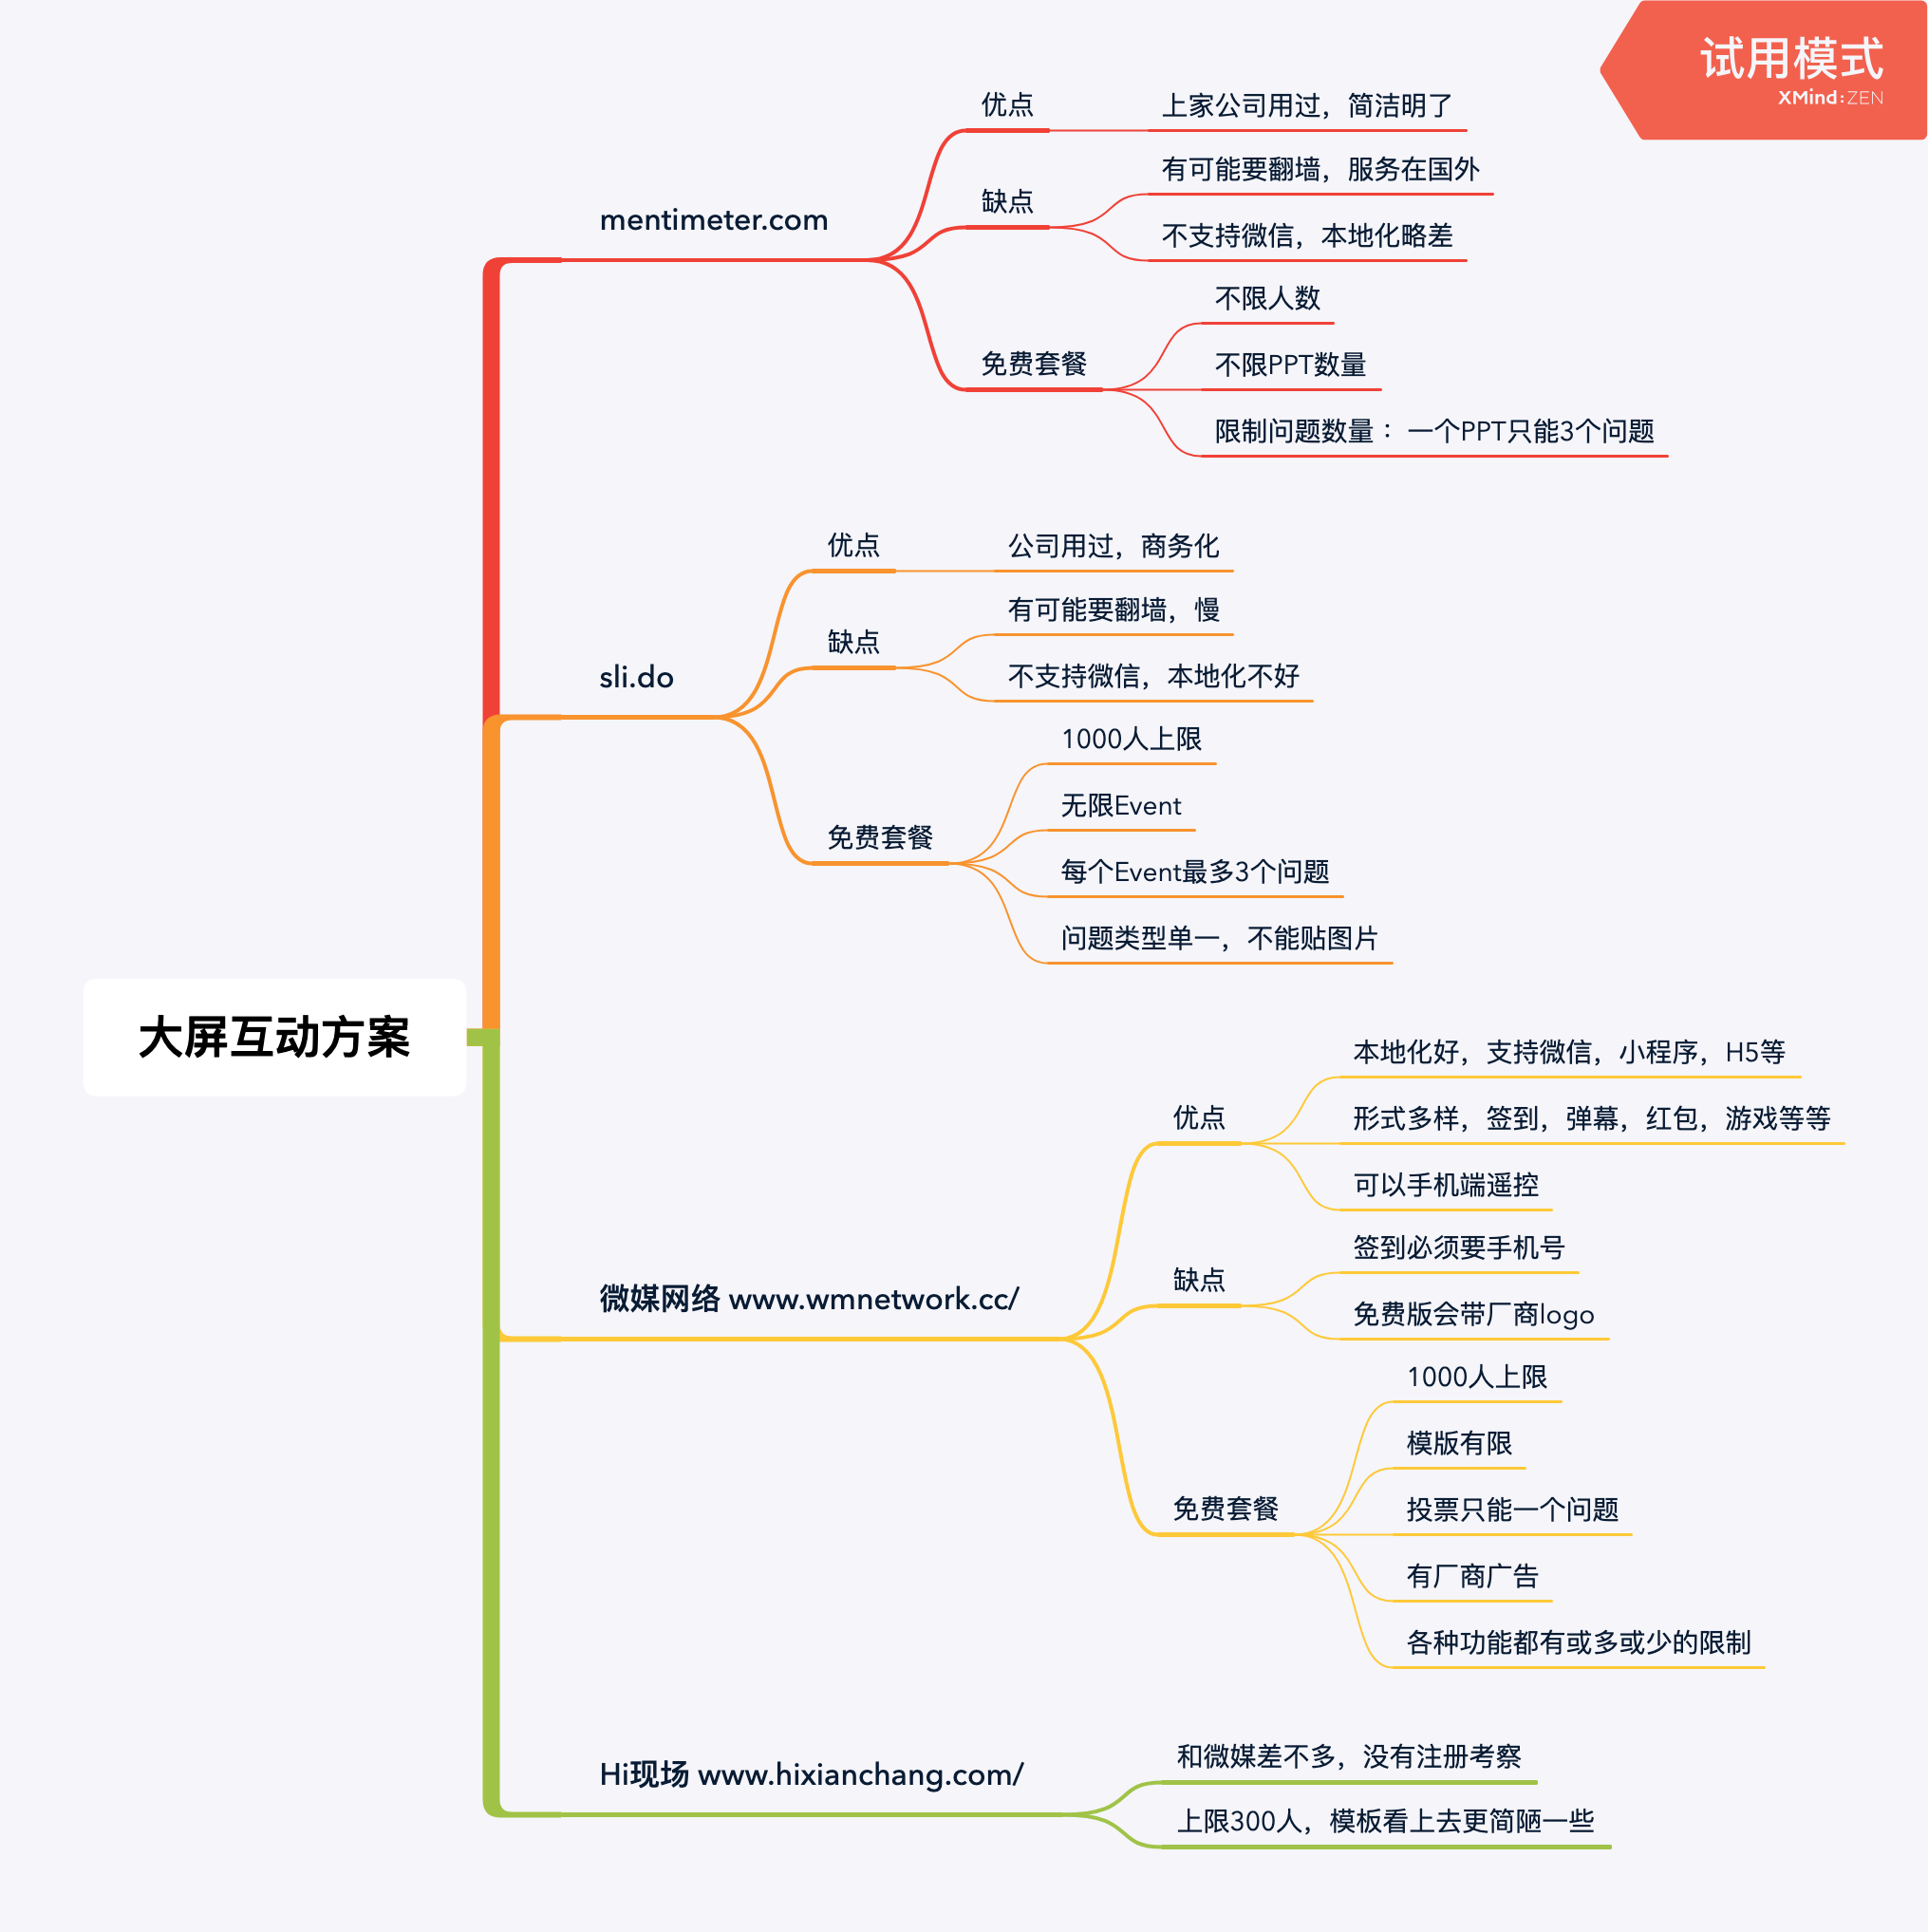 试用模式
XMind:ZEN
大屏互动方案
mentimeter.com
优点
上家公司用过，简洁明了
缺点
有可能要翻墙，服务在国外
不支持微信，本地化略差
免费套餐
不限人数
不限PPT数量
限制问题数量：一个PPT只能3个问题
sli.do
优点
公司用过，商务化
缺点
有可能要翻墙，慢
不支持微信，本地化不好
免费套餐
1000人上限
无限Event
每个Event最多3个问题
问题类型单一，不能贴图片
微媒网络 www.wmnetwork.cc/
优点
本地化好，支持微信，小程序，H5等
形式多样，签到，弹幕，红包，游戏等等
可以手机端遥控
缺点
签到必须要手机号
免费版会带厂商logo
免费套餐
1000人上限
模版有限
投票只能一个问题
有厂商广告
各种功能都有或多或少的限制
Hi现场 www.hixianchang.com/
和微媒差不多，没有注册考察
上限300人，模板看上去更简陋一些